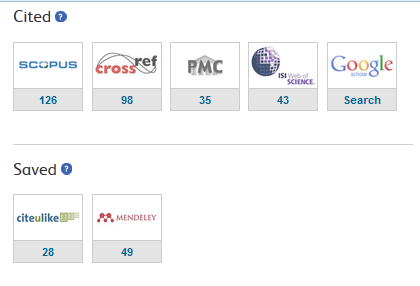 Cited ?
SCOPUS
crossref
PMC
ISI Web of SCIENCE.
Google
scholar
126
98
35
43
Search
Saved ?
citeulike
MENDELEY
28
49